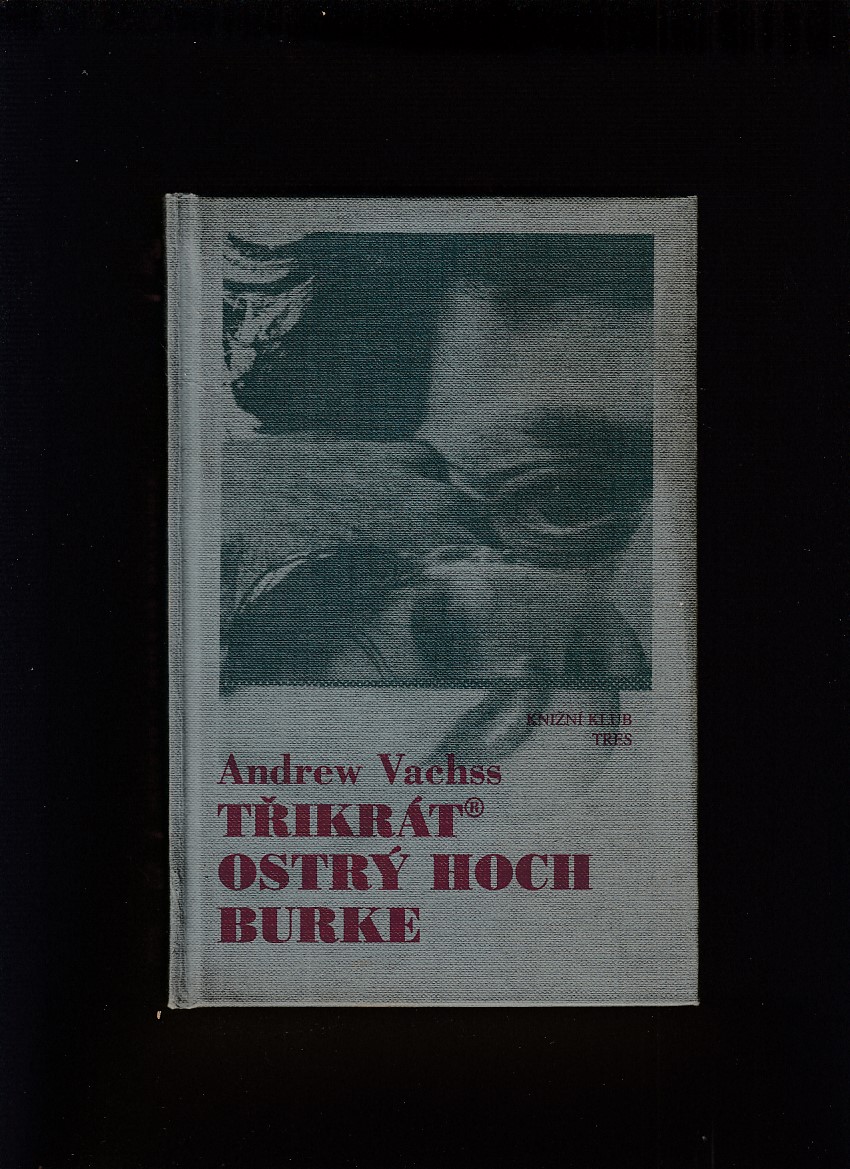 KNIŽNÍ KLUB
TRES
Andrew Vachss
TŘIKRÁT®
OSTRÝ HOCH
BURKE